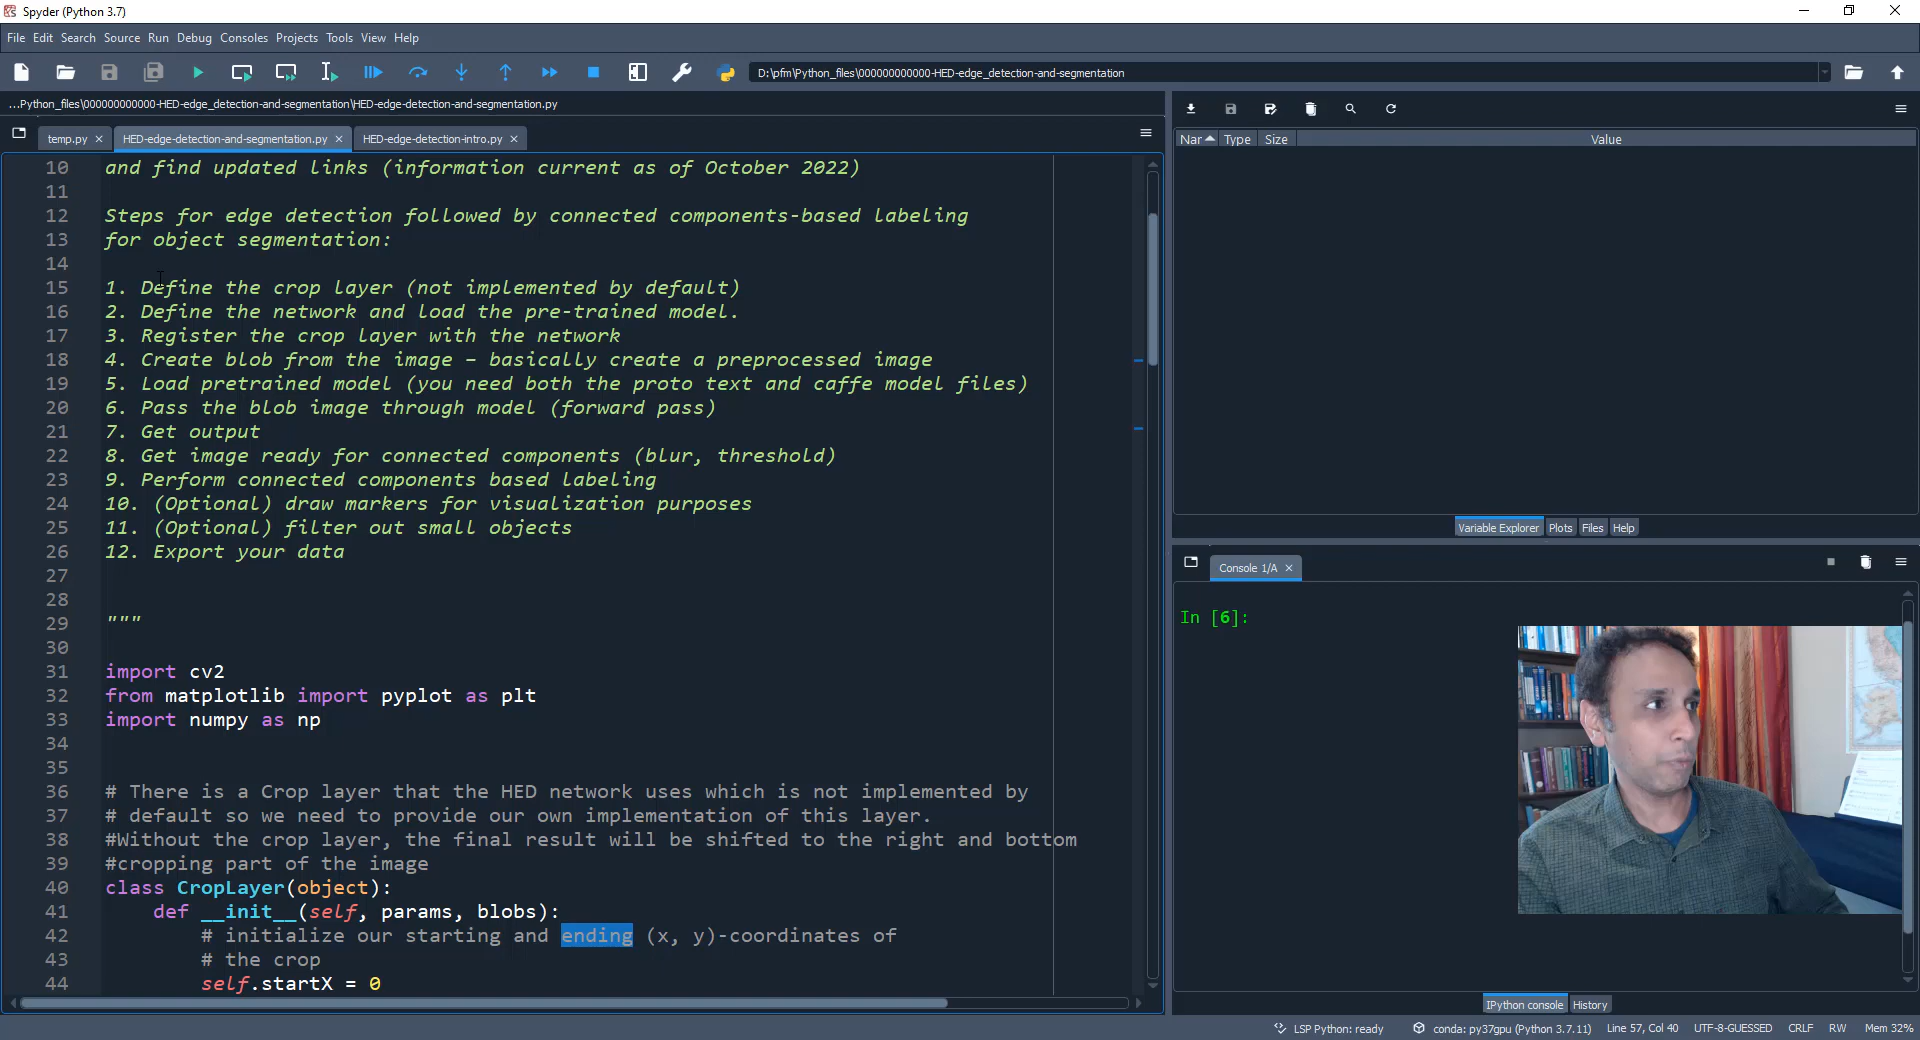 Spyder (Python 3.7)
File Edit Search Source Run Debug Consoles Projects Tools View Help
D:\pfm\Python_files\000000000000-HED-edge_detection-and-segmentation
...Python_files\000000000000-HED-edge_detection-and-segmentation\HED-edge-detection-and-segmentation.py
temp.py HED-edge-detection-and-segmentation.py HED-edge-detection-intro.py
10 and find updated links (information current as of October 2022)
11
12 Steps for edge detection followed by connected components-based labeling
13 for object segmentation:
14
15 1. Define the crop layer (not implemented by default)
16 2. Define the network and load the pre-trained model.
17 3. Register the crop layer with the network
18 4. Create blob from the image – basically create a preprocessed image
19 5. Load pretrained model (you need both the proto text and caffe model files)
20 6. Pass the blob image through model (forward pass)
21 7. Get output
22 8. Get image ready for connected components (blur, threshold)
23 9. Perform connected components based labeling
24 10. (Optional) draw markers for visualization purposes
25 11. (Optional) filter out small objects
26 12. Export your data
27
28
29 """
30
31 import cv2
32 from matplotlib import pyplot as plt
33 import numpy as np
34
35
36 # There is a Crop layer that the HED network uses which is not implemented by
37 # default so we need to provide our own implementation of this layer.
38 #Without the crop layer, the final result will be shifted to the right and bottom
39 #cropping part of the image
40 class CropLayer(object):
41 def __init__(self, params, blobs):
42 # initialize our starting and ending (x, y)-coordinates of
43 # the crop
44 self.startX = 0
Nar Type Size Value
Variable Explorer Plots Files Help
Console 1/A
In [6]:
IPython console History
LSP Python: ready conda: py37gpu (Python 3.7.11) Line 57, Col 40 UTF-8-GUESSED CRLF RW Mem 32%